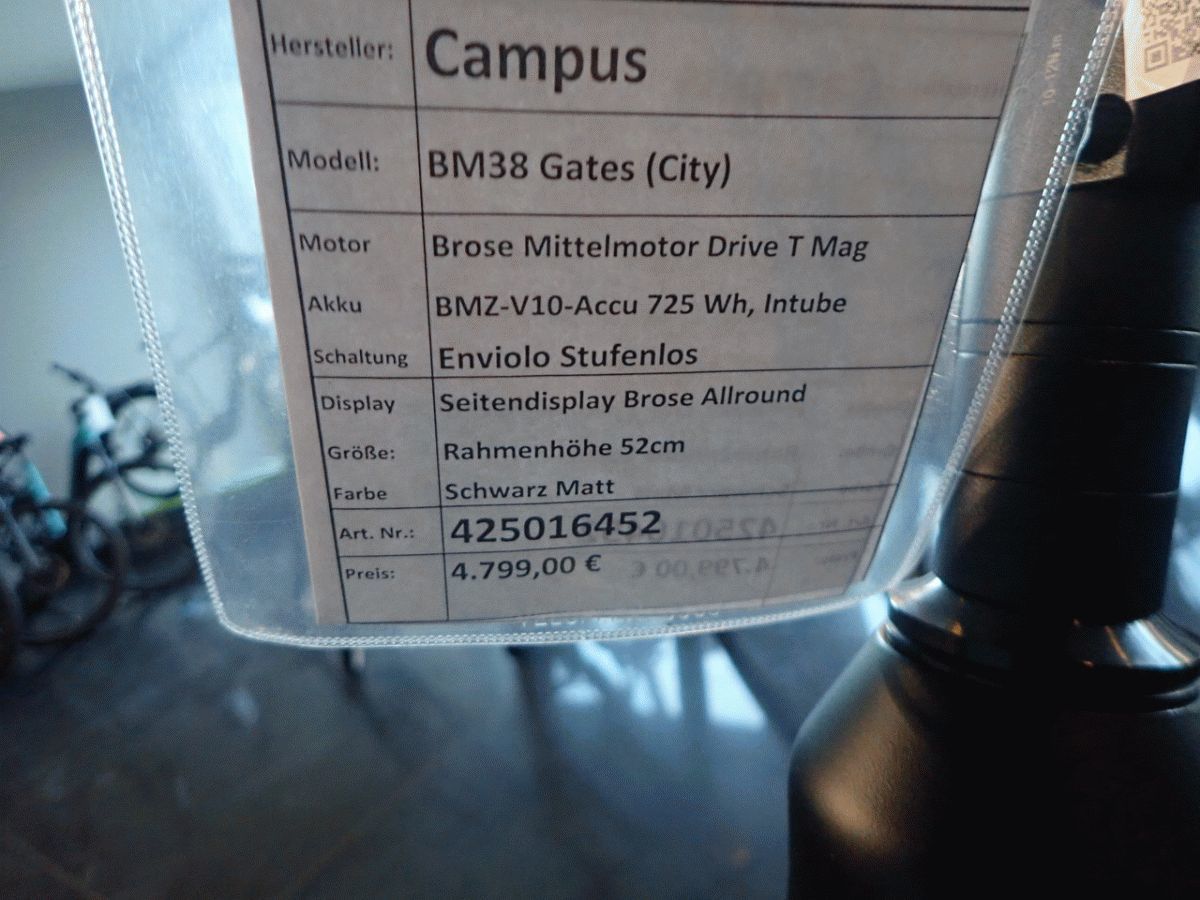 Hersteller: Campus
Modell: BM38 Gates (City)
Motor Brose Mittelmotor Drive T Mag
Akku BMZ-V10-Accu 725 Wh, Intube
Schaltung Enviolo Stufenlos
Display Seitendisplay Brose Allround
Größe: Rahmenhöhe 52cm
Farbe Schwarz Matt
Art. Nr.: 425016452
Preis: 4.799,00 €